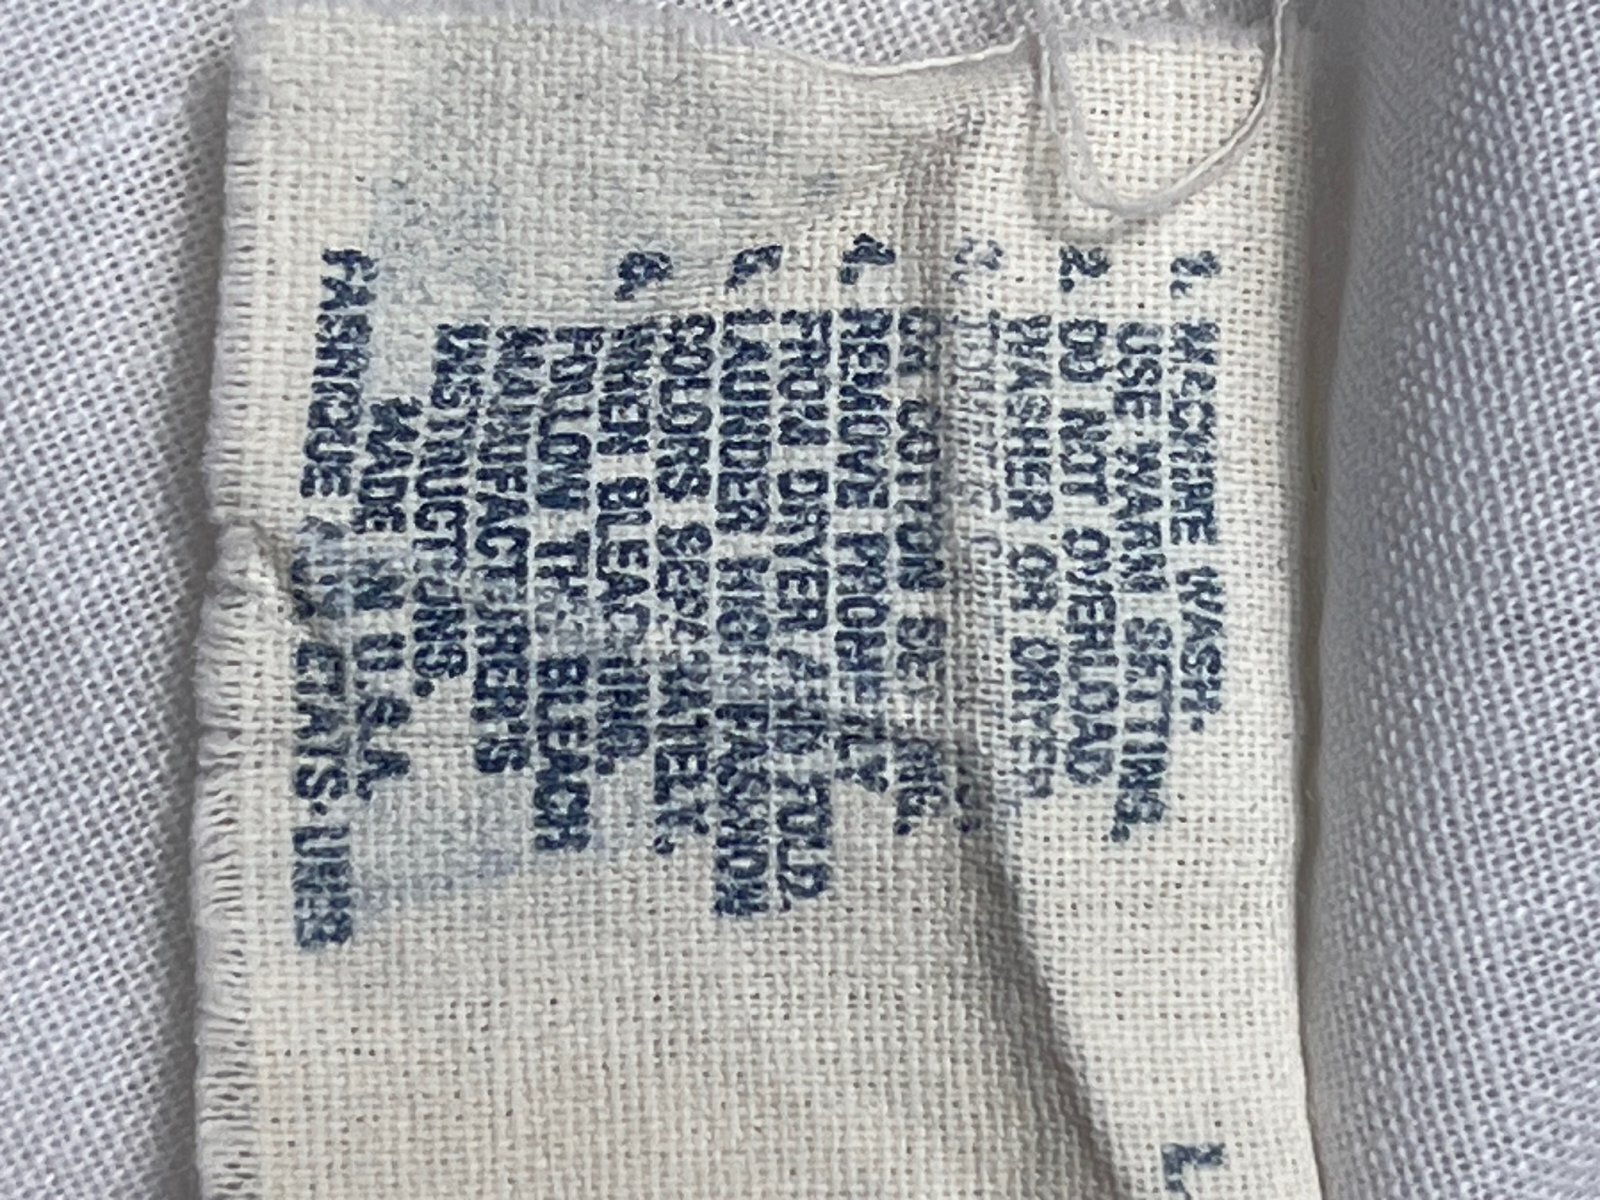 1. MACHINE WASH.
USE WARM SETTING.
2. DO NOT OVERLOAD
WASHER OR DRYER
3.
ON COTTON SETTING.
4. REMOVE PROMPTLY
FROM DRYER AND FOLD.
5. LAUNDER HIGH FASHION
COLORS SEPARATELY.
6. WHEN BLEACHING,
FOLLOW THE BLEACH
MANUFACTURER'S
INSTRUCTIONS.
MADE IN U.S.A.
FABRIQUE AUX ETATS-UNIS
L